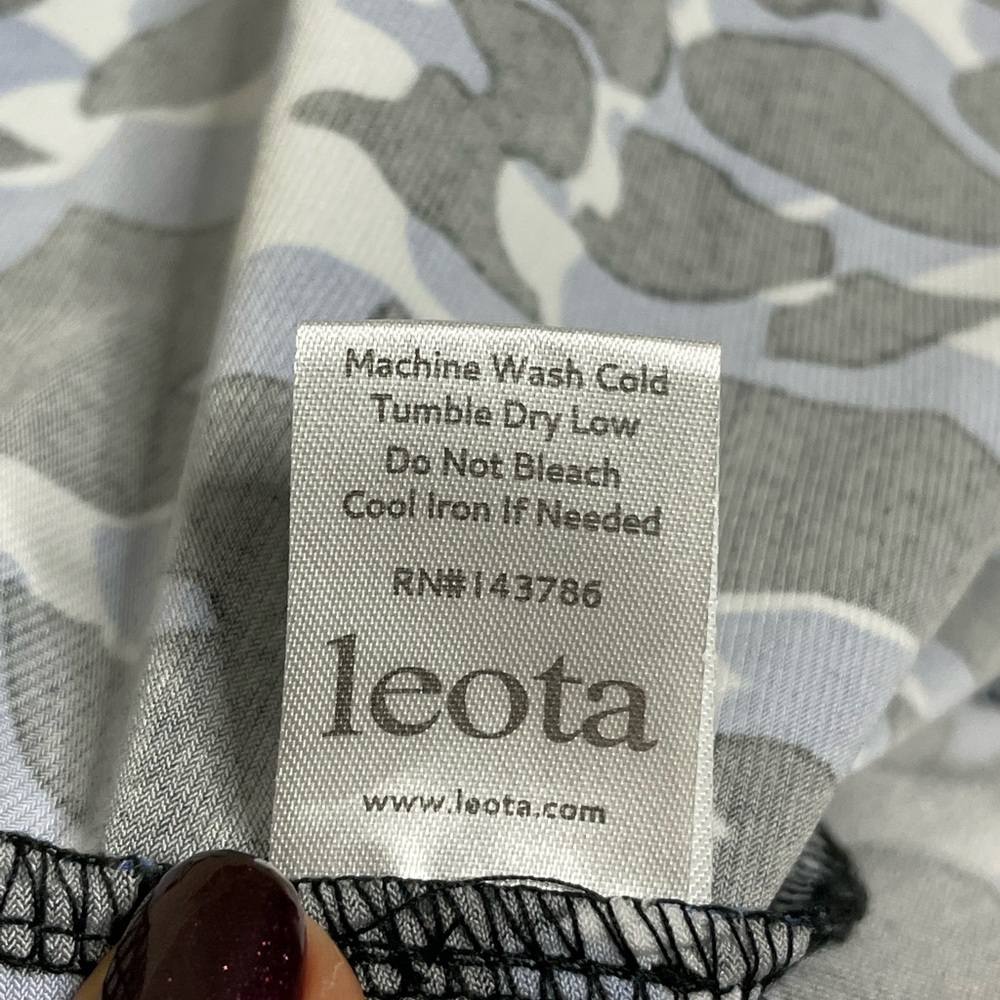 Machine Wash Cold
Tumble Dry Low
Do Not Bleach
Cool Iron If Needed
RN#143786
leota
www.leota.com